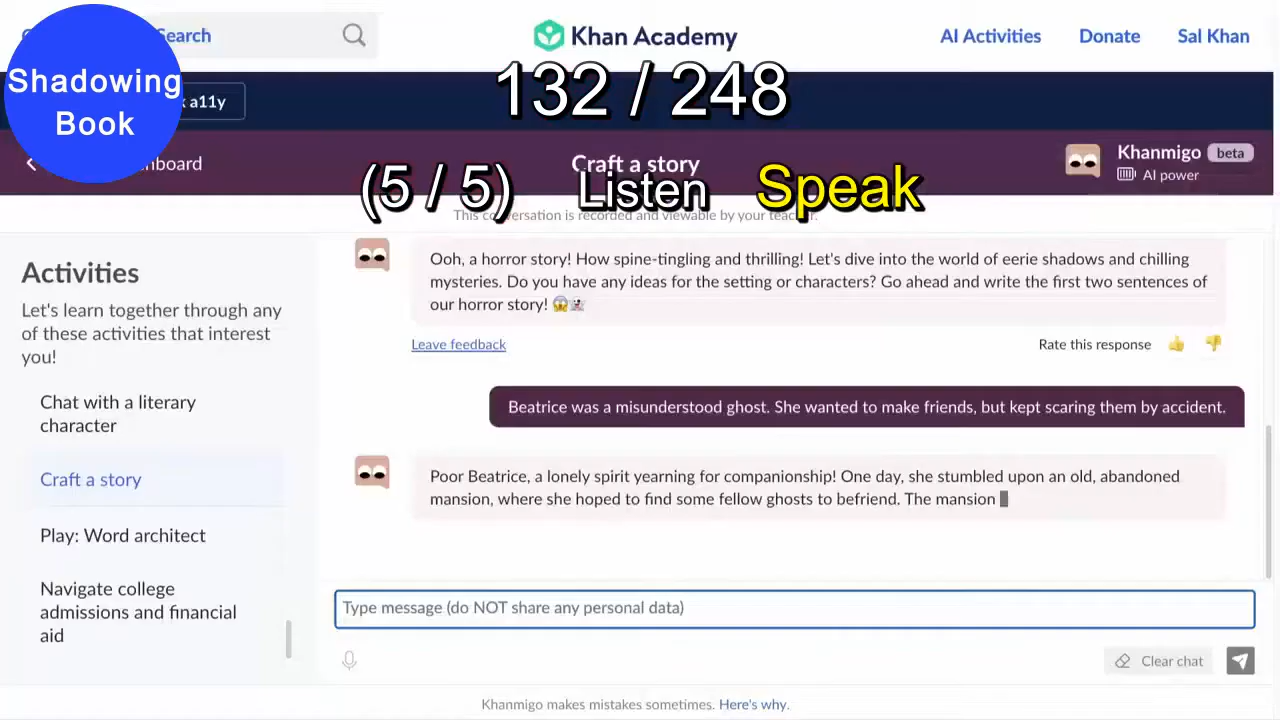 Search
Khan Academy
AI Activities
Donate
Sal Khan
Shadowing
Book
a11y
132 / 248
Craft a story
Khanmigo beta
AI power
(5 / 5) Listen Speak
This conversation is recorded and viewable by your teacher.
Activities
Let's learn together through any
of these activities that interest
you!
Chat with a literary
character
Craft a story
Play: Word architect
Navigate college
admissions and financial
aid
Ooh, a horror story! How spine-tingling and thrilling! Let's dive into the world of eerie shadows and chilling
mysteries. Do you have any ideas for the setting or characters? Go ahead and write the first two sentences of
our horror story! 😱👻
Leave feedback
Rate this response 👍 👎
Beatrice was a misunderstood ghost. She wanted to make friends, but kept scaring them by accident.
Poor Beatrice, a lonely spirit yearning for companionship! One day, she stumbled upon an old, abandoned
mansion, where she hoped to find some fellow ghosts to befriend. The mansion
Type message (do NOT share any personal data)
Clear chat
Khanmigo makes mistakes sometimes. Here's why.